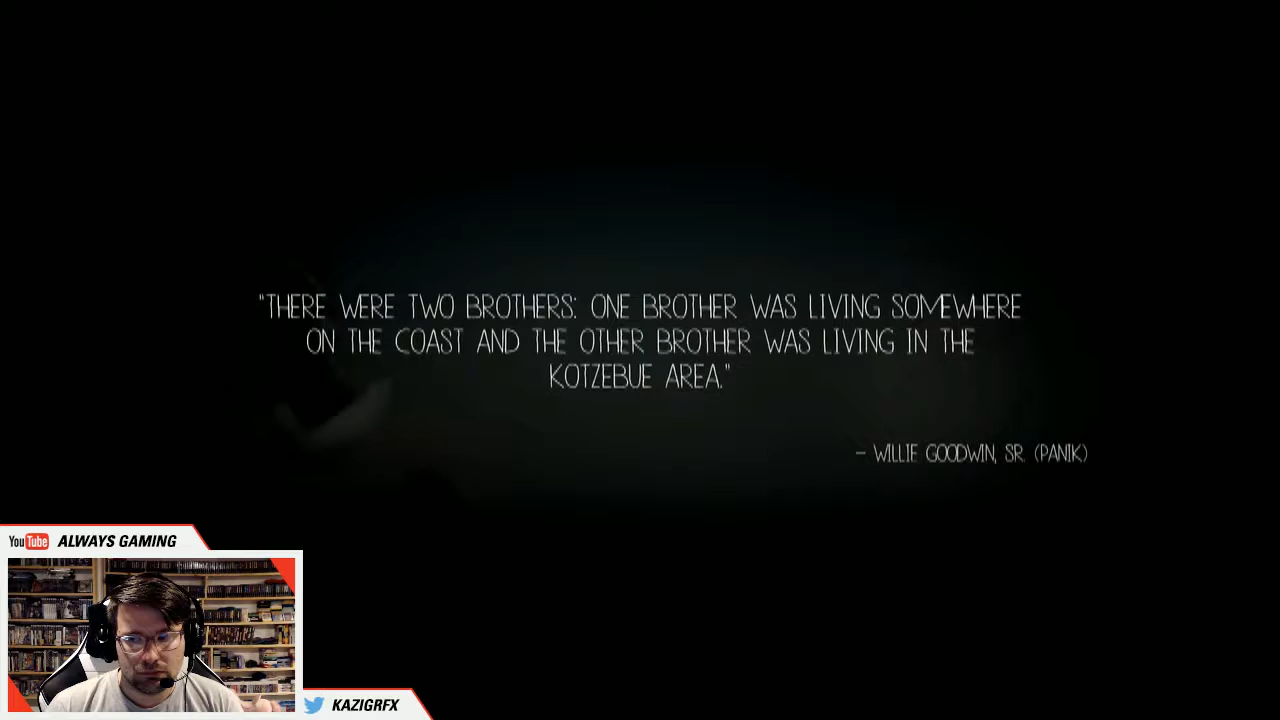 "THERE WERE TWO BROTHERS: ONE BROTHER WAS LIVING SOMEWHERE
ON THE COAST AND THE OTHER BROTHER WAS LIVING IN THE
KOTZEBUE AREA."
– WILLIE GOODWIN, SR. (PANIK)
YouTube ALWAYS GAMING
KAZIGRFX